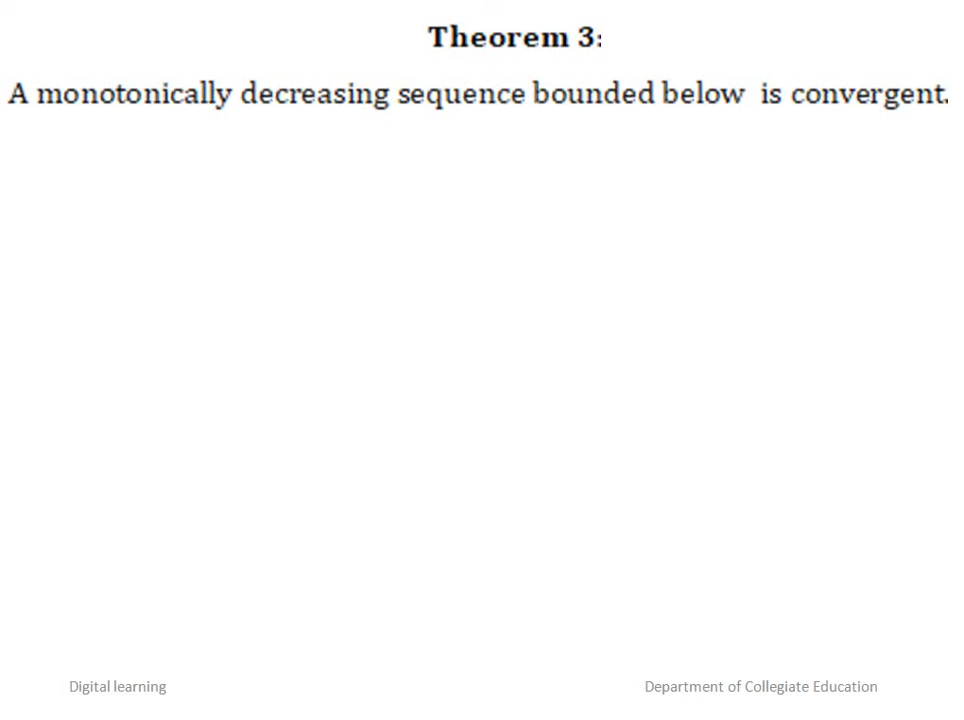 Theorem 3:
A monotonically decreasing sequence bounded below is convergent.
Digital learning
Department of Collegiate Education